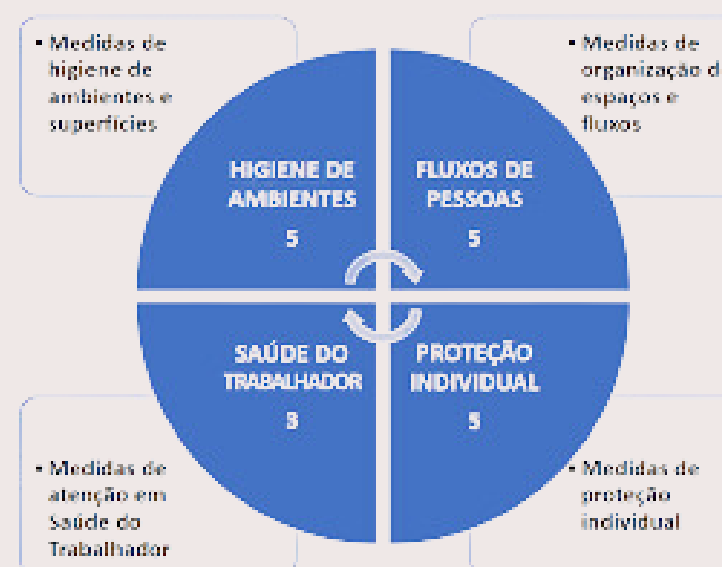 • Medidas de
higiene de
ambientes e
superfícies
• Medidas de
organização d
espaços e
fluxos
HIGIENE DE
AMBIENTES
5
FLUXOS DE
PESSOAS
5
SAÚDE DO
TRABALHADOR
PROTEÇÃO
INDIVIDUAL
5
• Medidas de
atenção em
Saúde do
Trabalhador
• Medidas de
proteção
individual